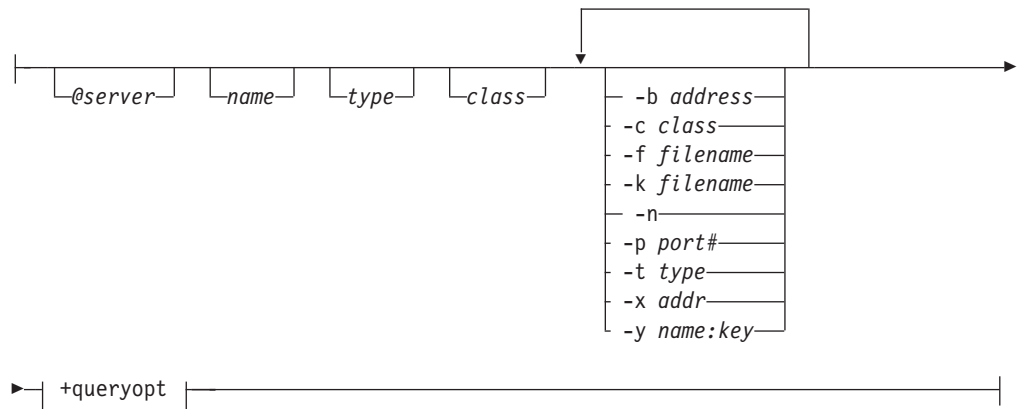 @server name type class
-b address
-c class
-f filename
-k filename
-n
-p port#
-t type
-x addr
-y name:key
+queryopt